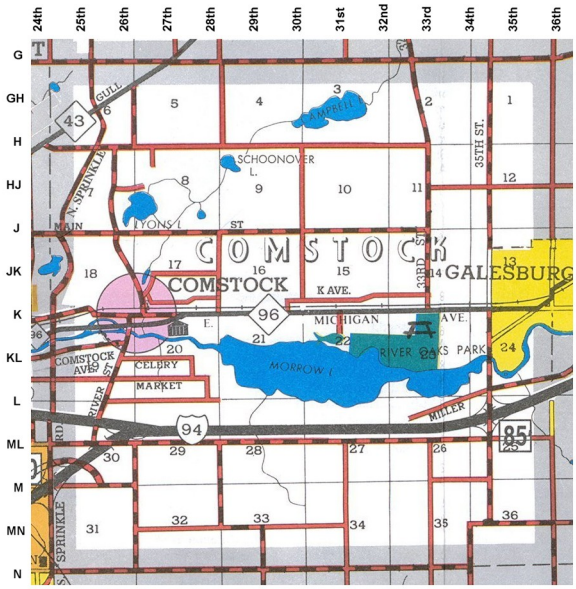 24th 25th 26th 27th 28th 29th 30th 31st 32nd 33rd 34th 35th 36th
G
GH
H
HJ
J
JK
K
KL
L
ML
M
MN
N
T
GULL
43
6 5 4 3 2 1
AMPBELL L
SCHOONOVER
L.
35TH ST.
N. SPRINKLE
7 8 9 10 11 12
LYONS L
MAIN ST
COMSTOCK
33RD ST
18 17 16 15 14 13
COMSTOCK
GALESBURG
K AVE.
96
E. MICHIGAN AVE.
96
COMSTOCK
AVE
20 21 22 23 24
RIVER OAKS PARK
CELERY
MORROW L
MARKET
RIVER ST
MILLER
94
85
RD
30 29 28 27 26 25
SPRINKLE
31 32 33 34 35 36
S.
N